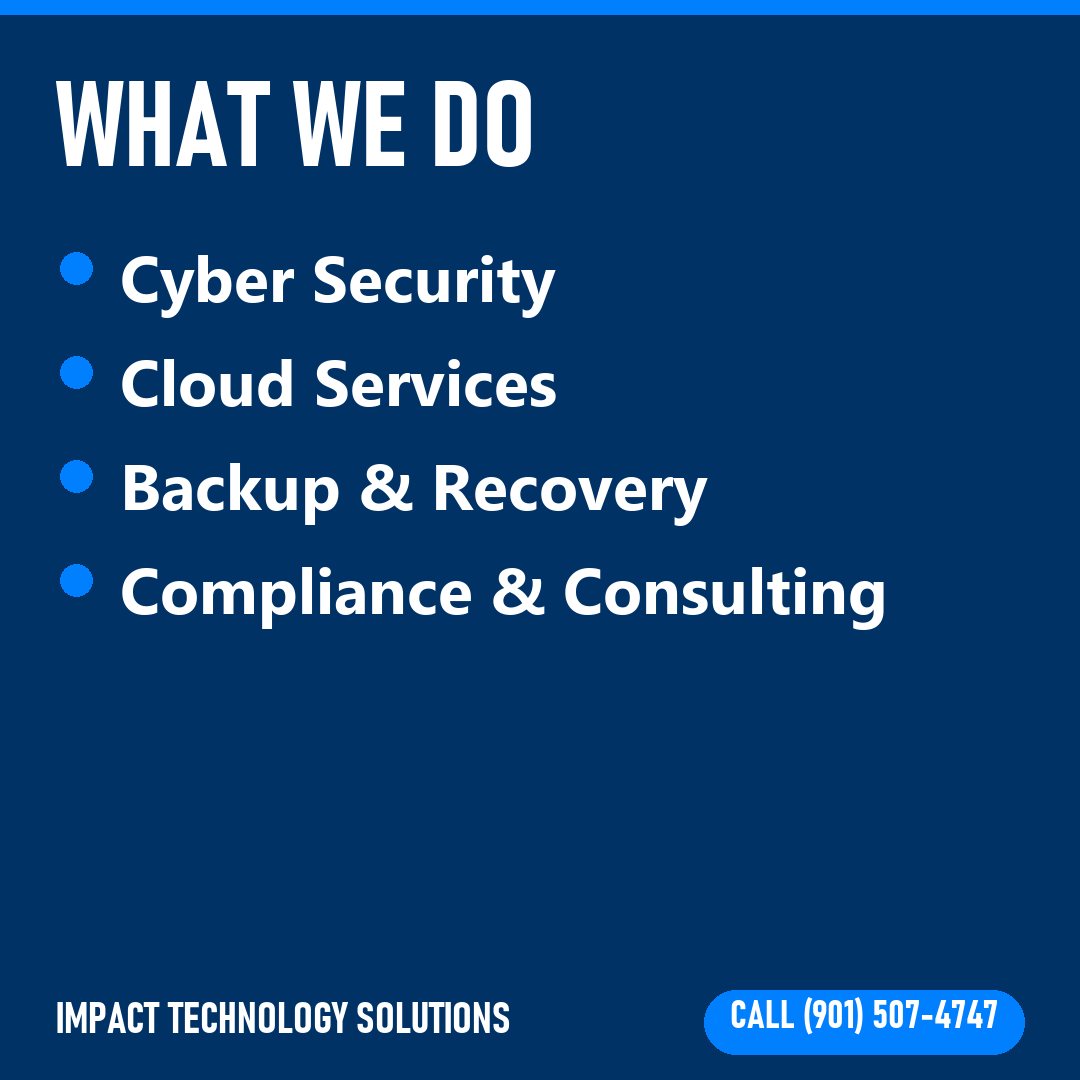 WHAT WE DO
Cyber Security
Cloud Services
Backup & Recovery
Compliance & Consulting
IMPACT TECHNOLOGY SOLUTIONS
CALL (901) 507-4747